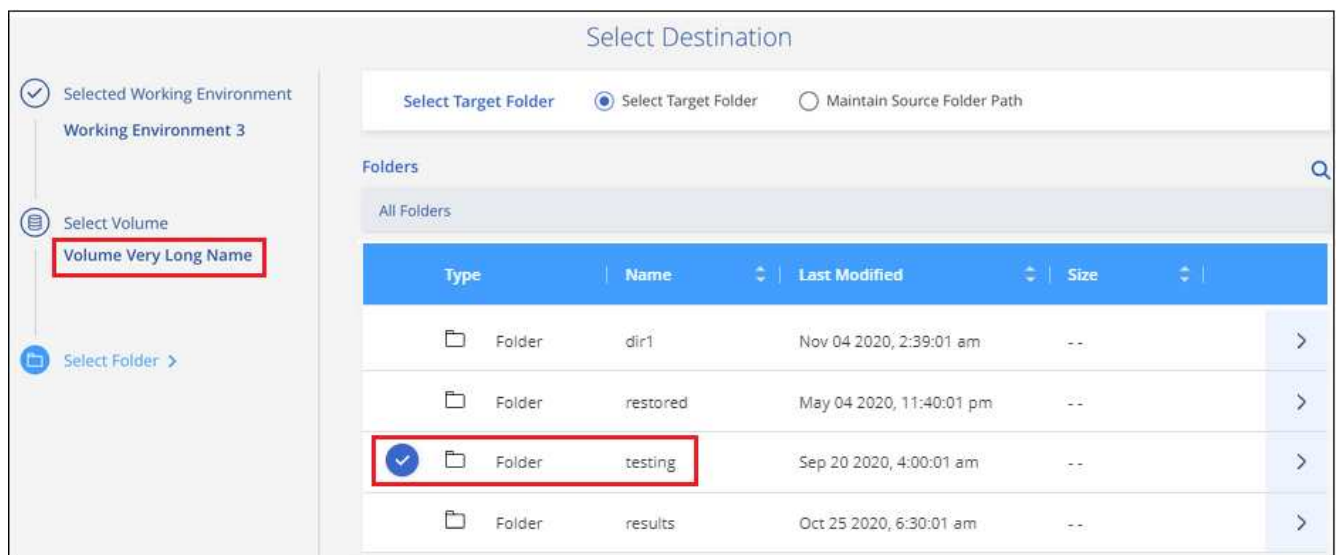 Select Destination
Selected Working Environment
Working Environment 3
Select Volume
Volume Very Long Name
Select Folder >
Select Target Folder Select Target Folder Maintain Source Folder Path
Folders
All Folders
Type Name Last Modified Size
Folder dir1 Nov 04 2020, 2:39:01 am --
Folder restored May 04 2020, 11:40:01 pm --
Folder testing Sep 20 2020, 4:00:01 am --
Folder results Oct 25 2020, 6:30:01 am --